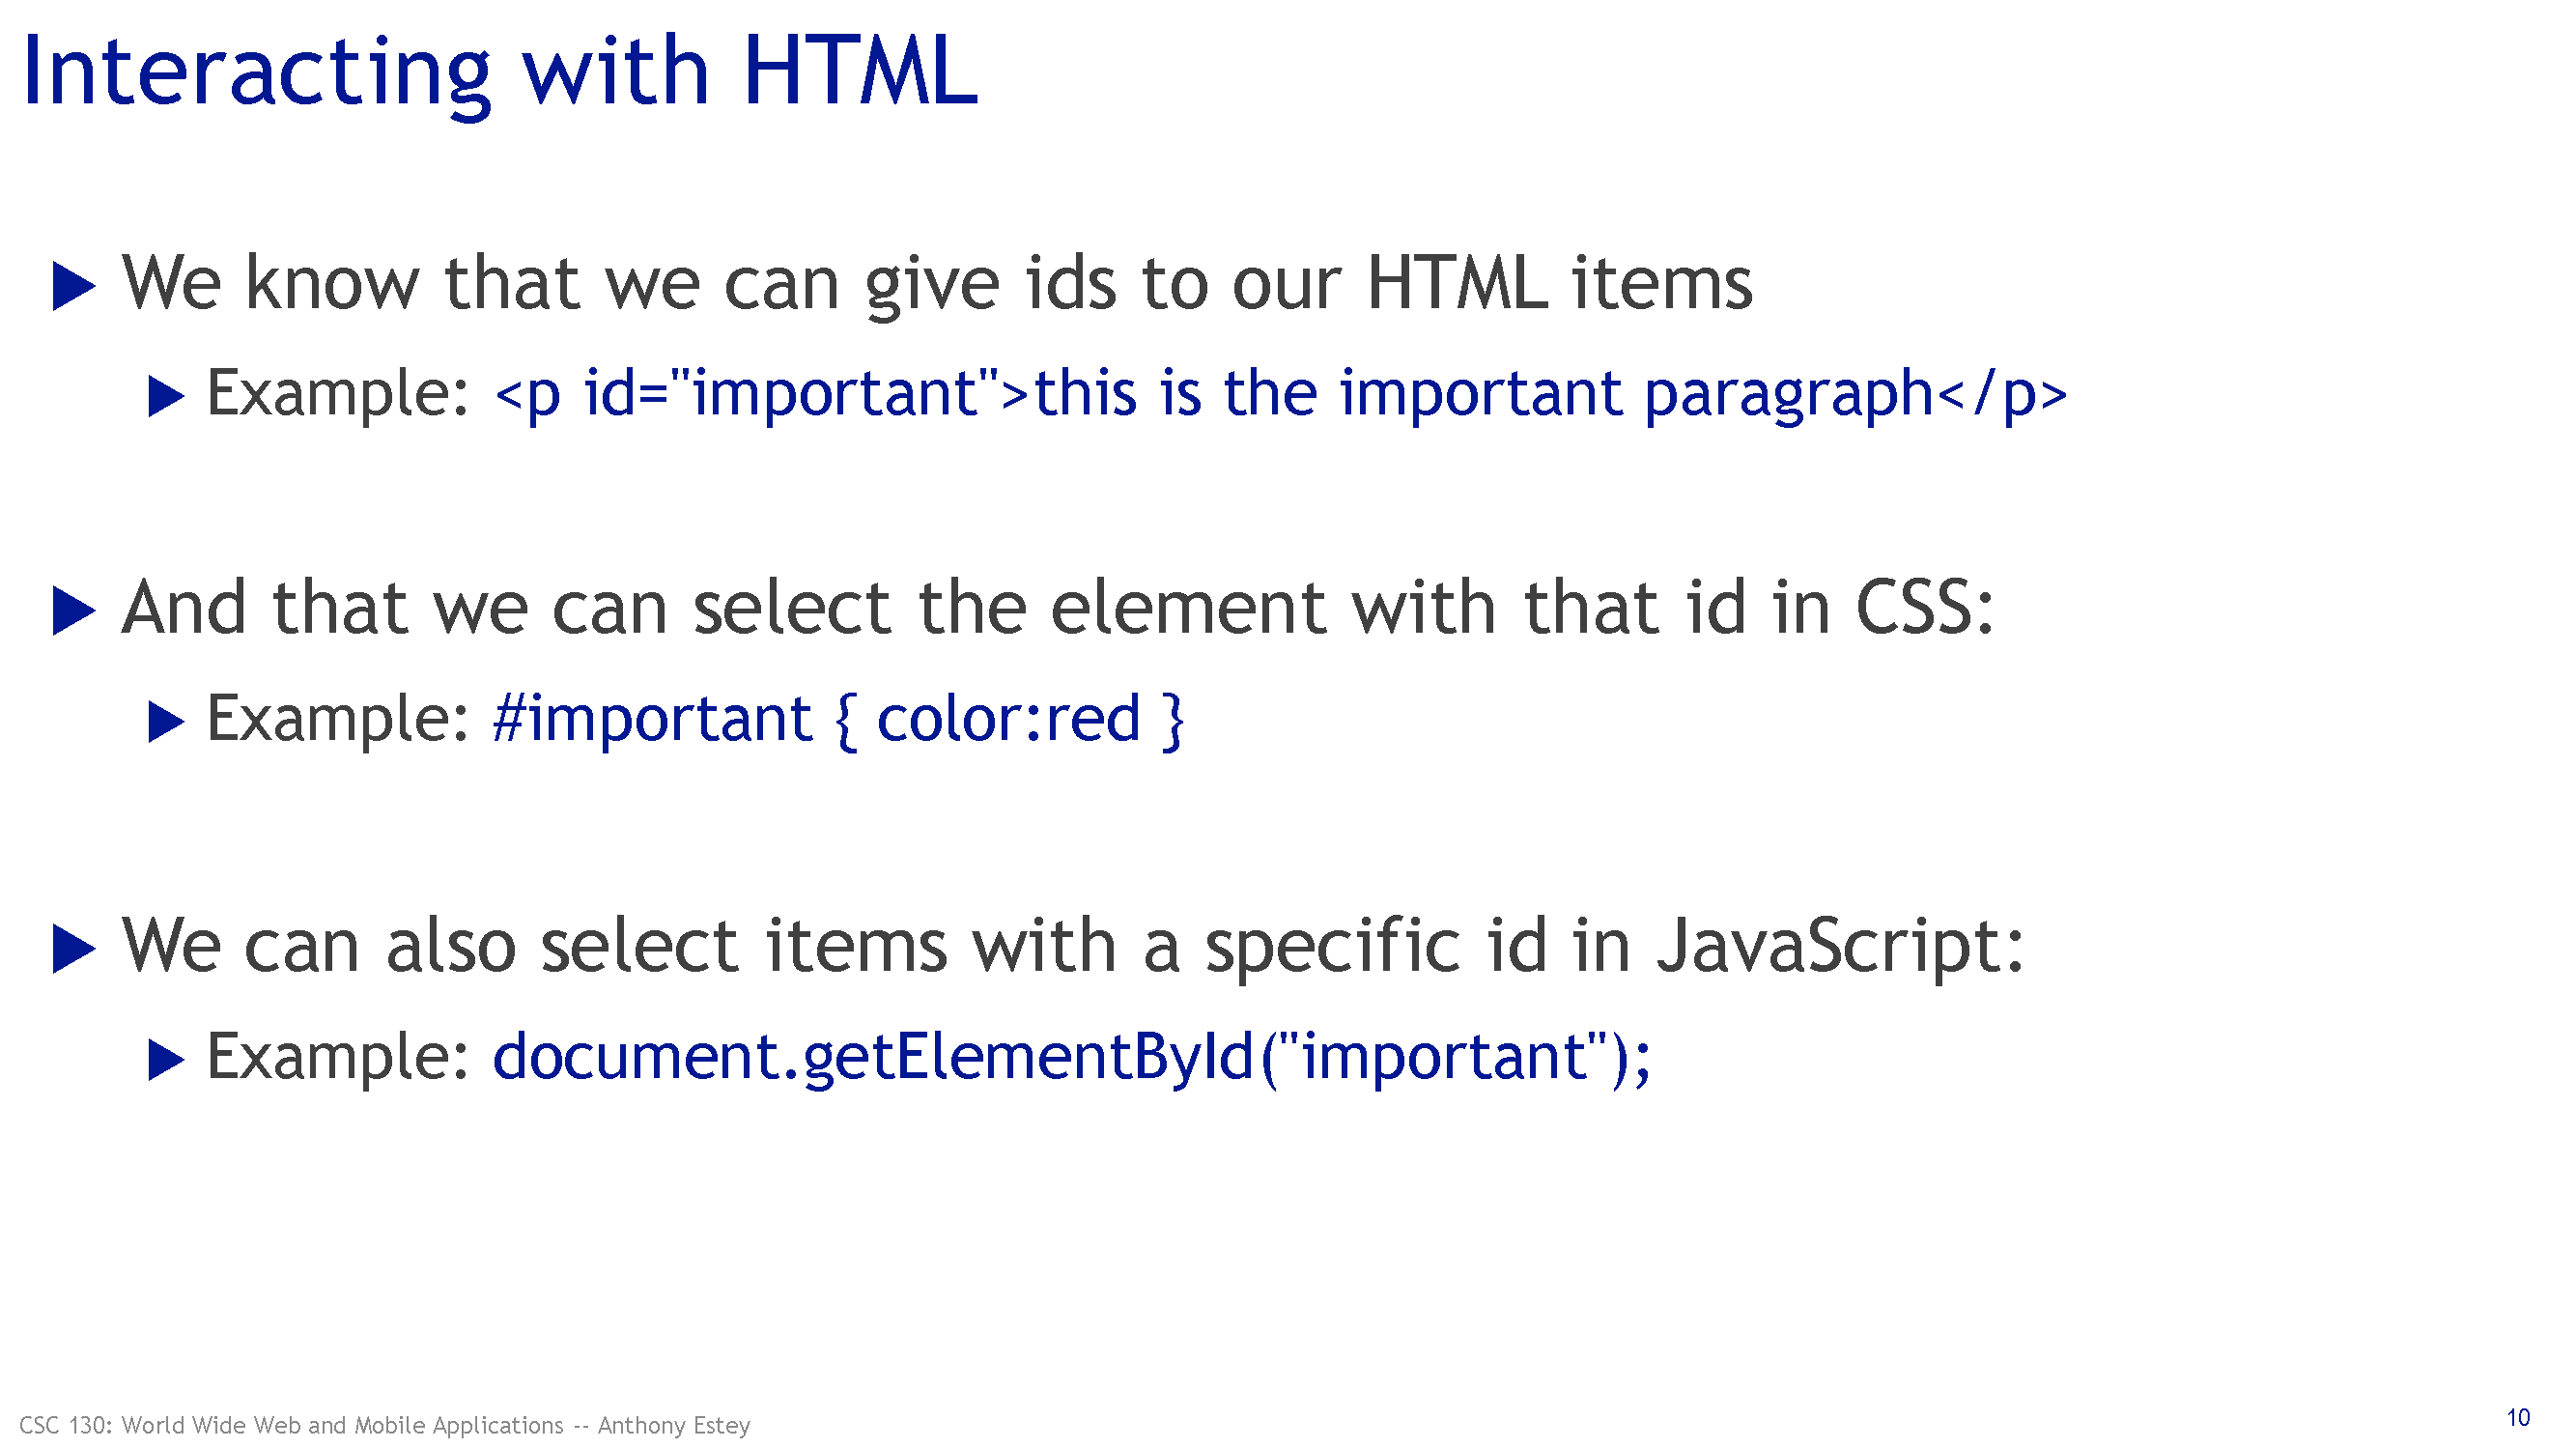 Interacting with HTML
We know that we can give ids to our HTML items
Example: <p id="important">this is the important paragraph</p>
And that we can select the element with that id in CSS:
Example: #important { color:red }
We can also select items with a specific id in JavaScript:
Example: document.getElementById("important");
CSC 130: World Wide Web and Mobile Applications -- Anthony Estey
10